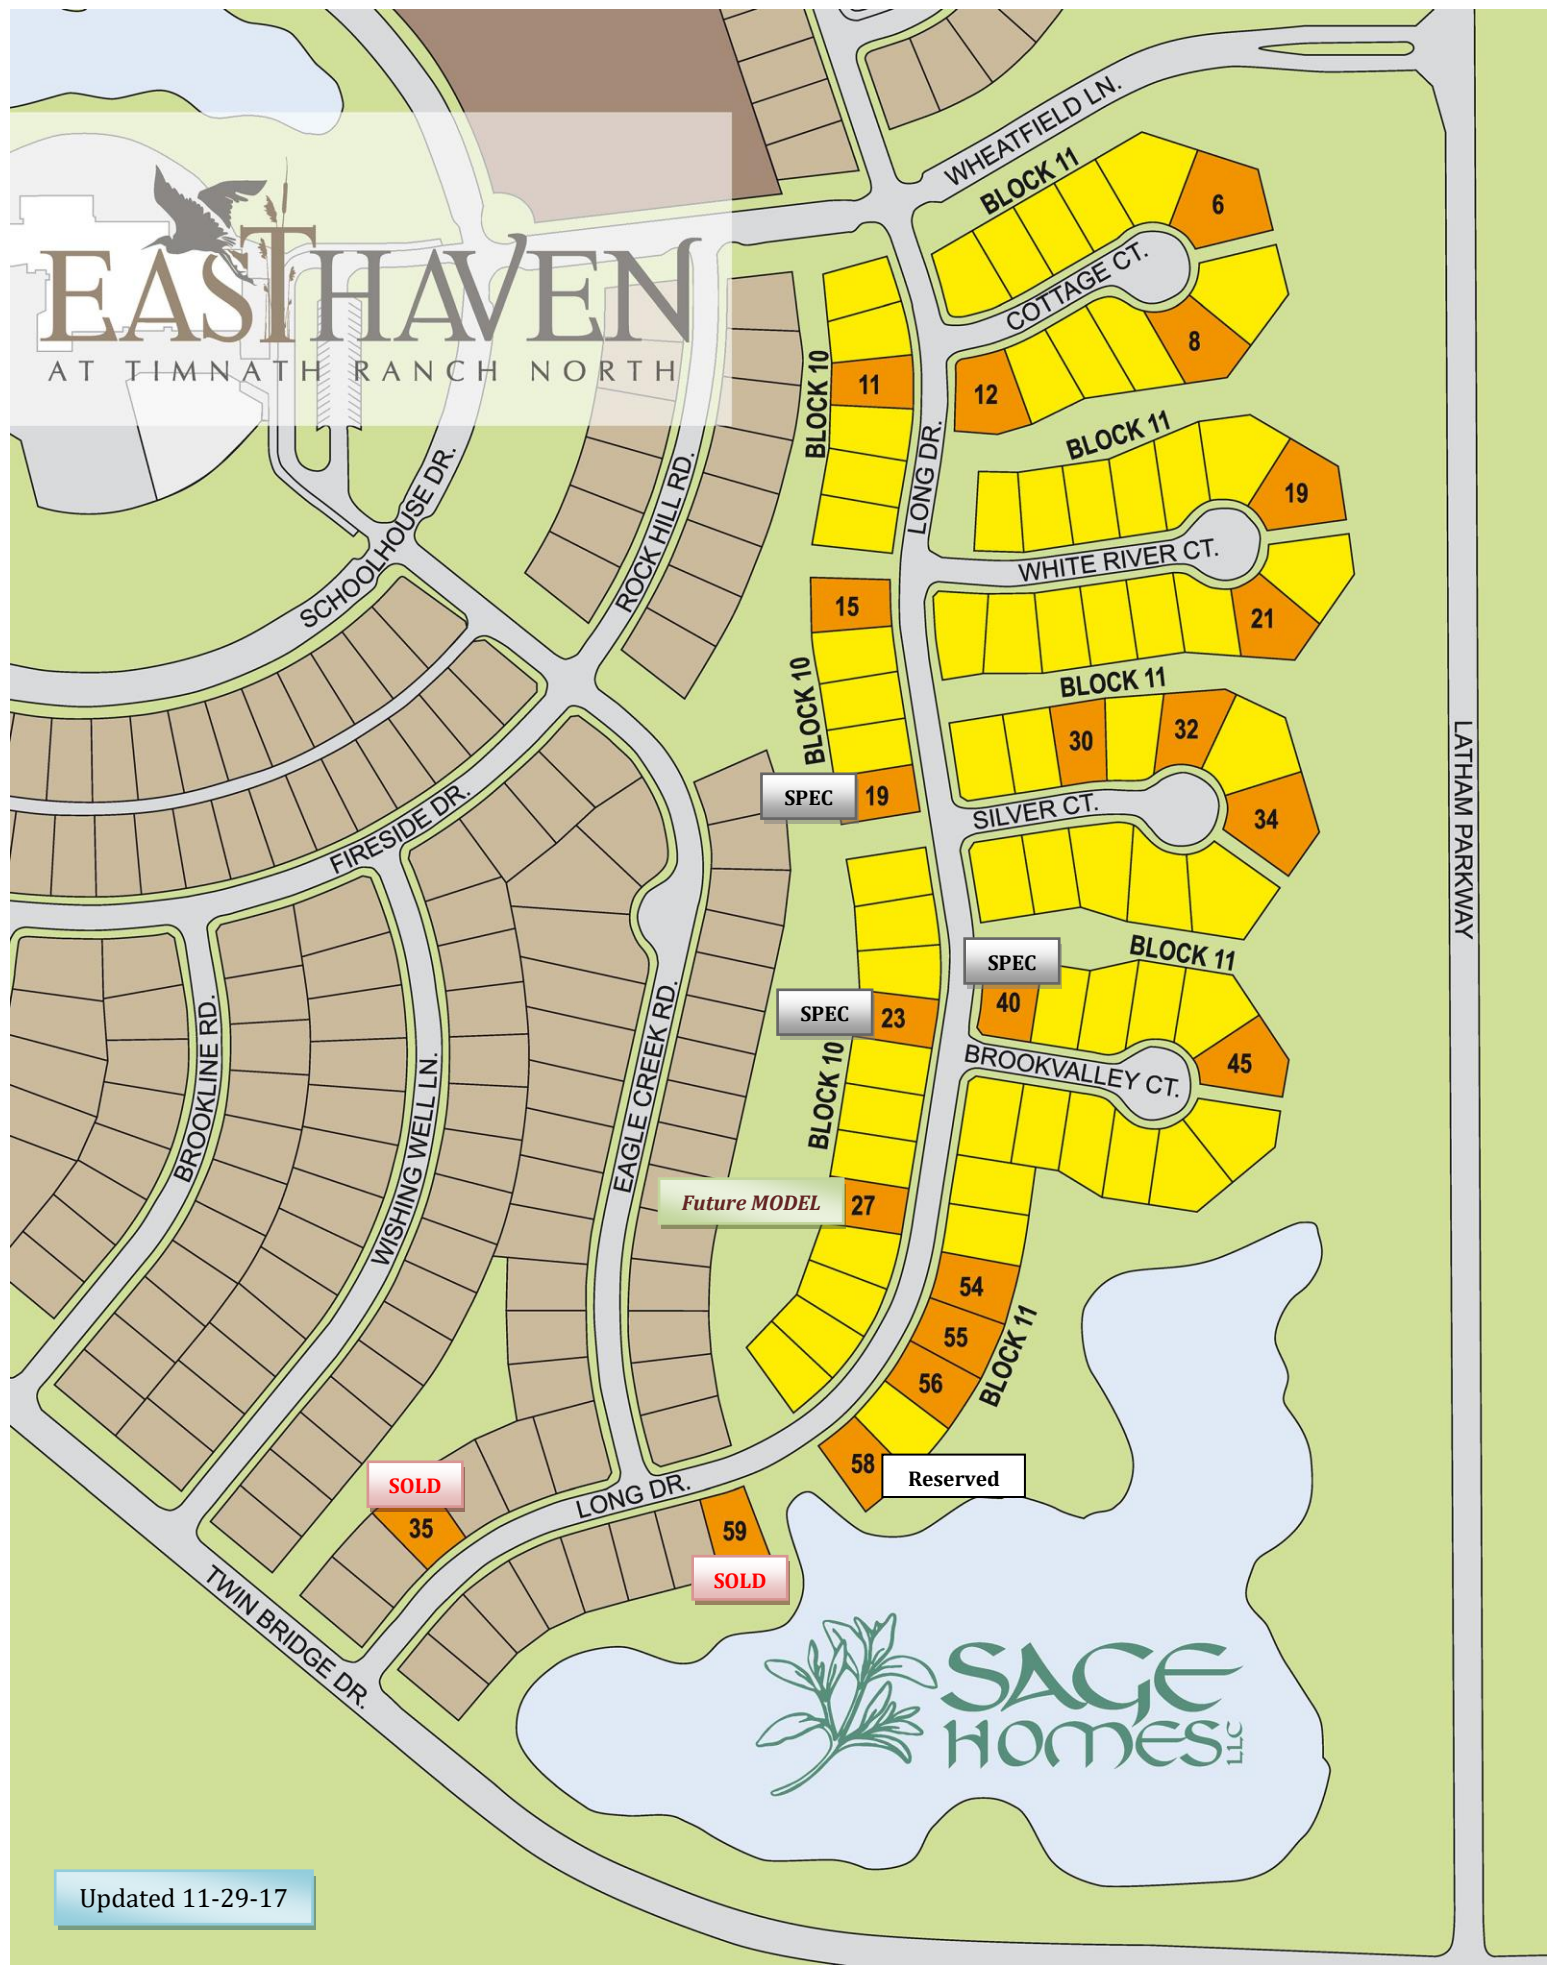 WHEATFIELD LN.
BLOCK 11
6
EASTHAVEN
AT TIMNATH RANCH NORTH
COTTAGE CT.
8
BLOCK 10
11
12
LONG DR.
BLOCK 11
SCHOOLHOUSE DR.
ROCK HILL RD.
19
WHITE RIVER CT.
15
21
BLOCK 10
BLOCK 11
30
32
SPEC
19
SILVER CT.
34
LATHAM PARKWAY
FIRESIDE DR.
BLOCK 11
SPEC
40
SPEC
23
BROOKLINE RD.
WISHING WELL LN.
EAGLE CREEK RD.
BLOCK 10
BROOKVALLEY CT.
45
Future MODEL
27
54
55
56
BLOCK 11
58
Reserved
SOLD
35
LONG DR.
59
SOLD
TWIN BRIDGE DR.
SAGE
HOMES LLC
Updated 11-29-17